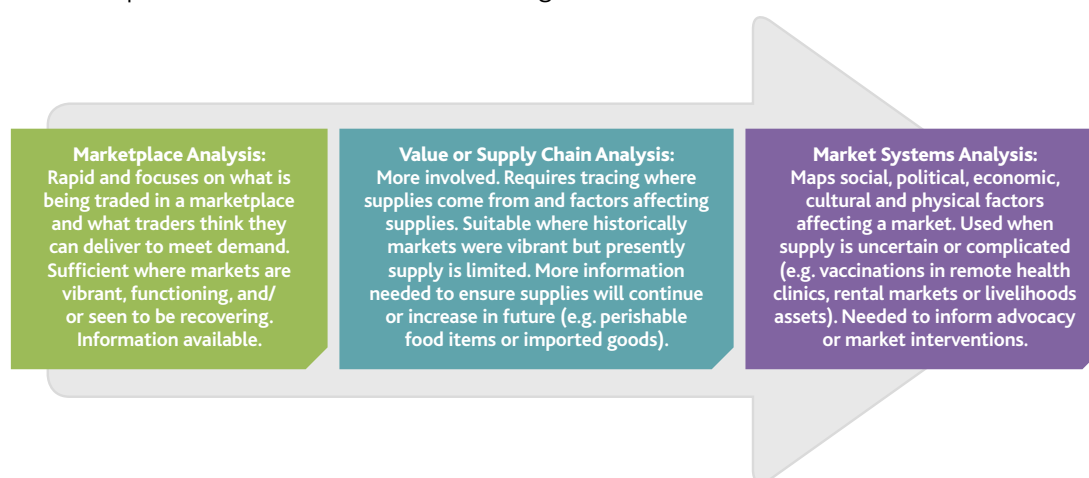 Marketplace Analysis:
Rapid and focuses on what is
being traded in a marketplace
and what traders think they
can deliver to meet demand.
Sufficient where markets are
vibrant, functioning, and/
or seen to be recovering.
Information available.
Value or Supply Chain Analysis:
More involved. Requires tracing where
supplies come from and factors affecting
supplies. Suitable where historically
markets were vibrant but presently
supply is limited. More information
needed to ensure supplies will continue
or increase in future (e.g. perishable
food items or imported goods).
Market Systems Analysis:
Maps social, political, economic,
cultural and physical factors
affecting a market. Used when
supply is uncertain or complicated
(e.g. vaccinations in remote health
clinics, rental markets or livelihoods
assets). Needed to inform advocacy
or market interventions.